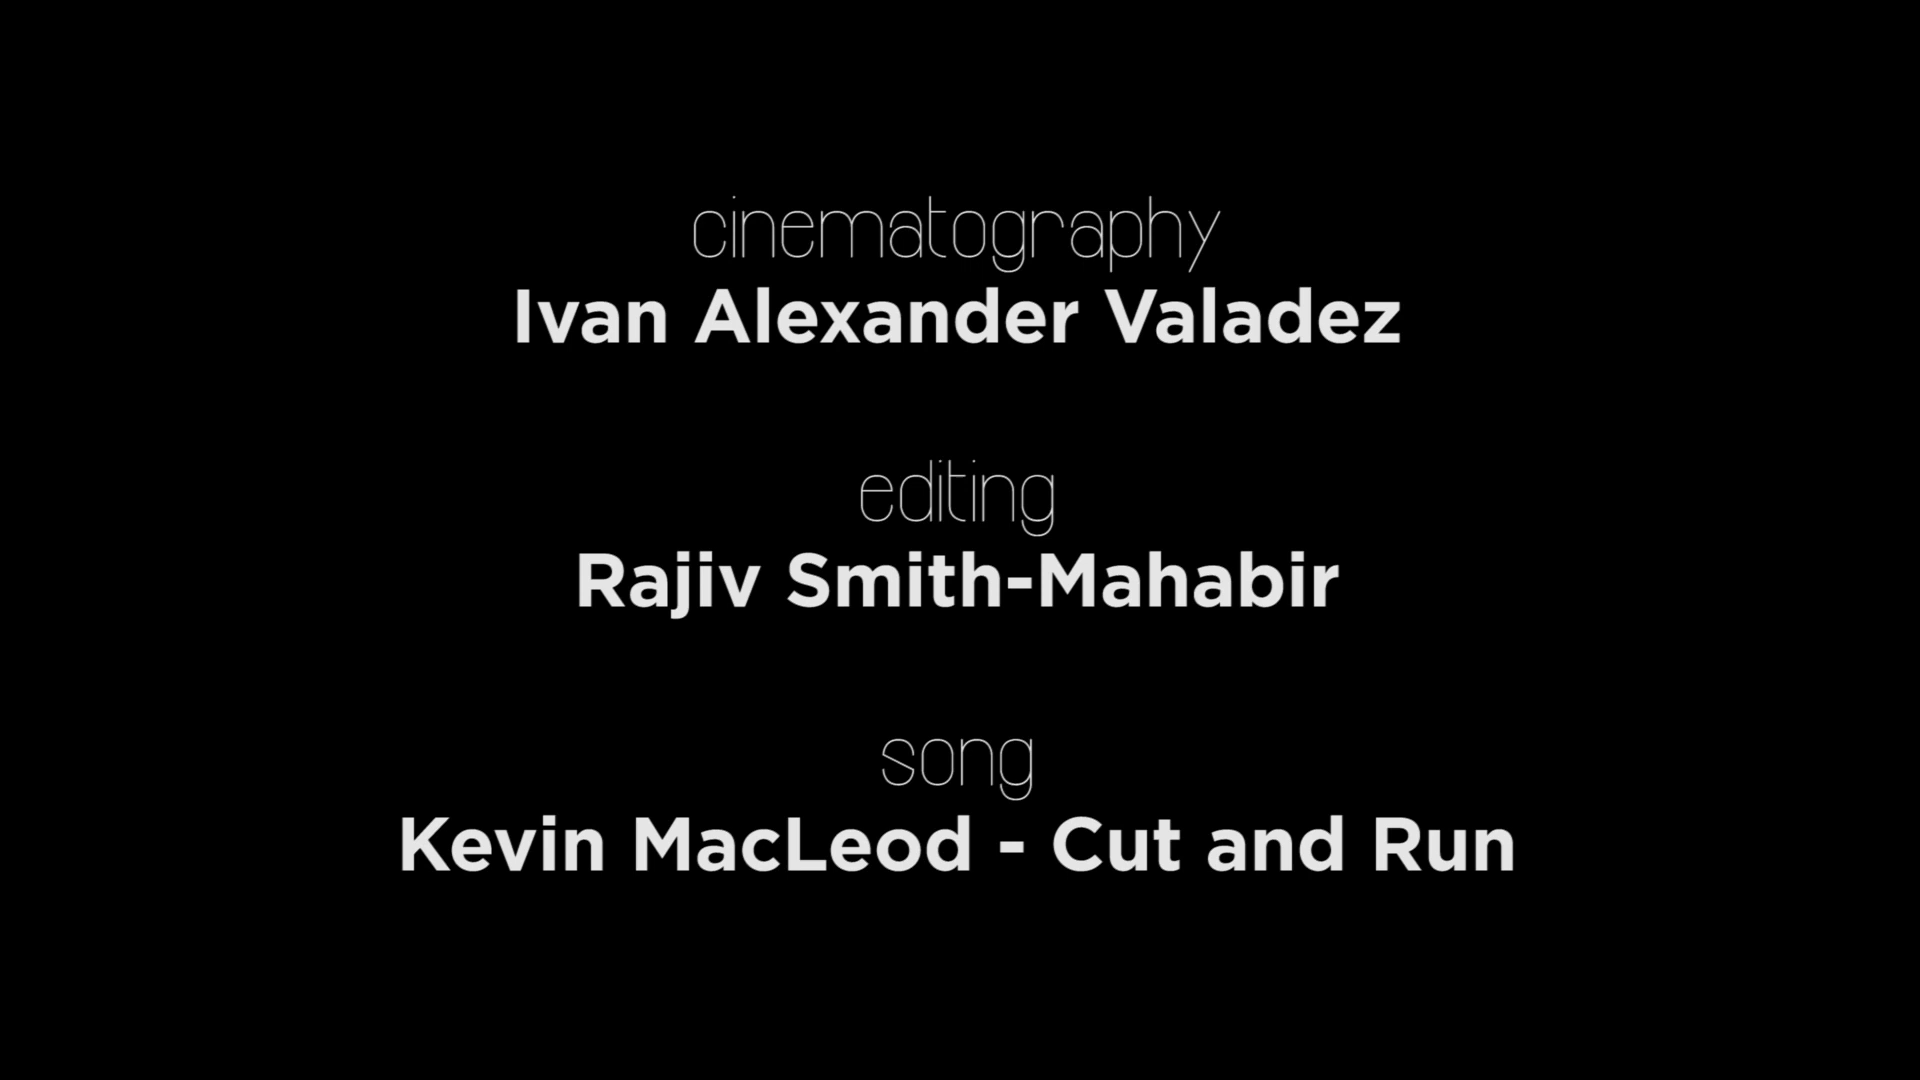 cinematography
Ivan Alexander Valadez
editing
Rajiv Smith-Mahabir
song
Kevin MacLeod - Cut and Run